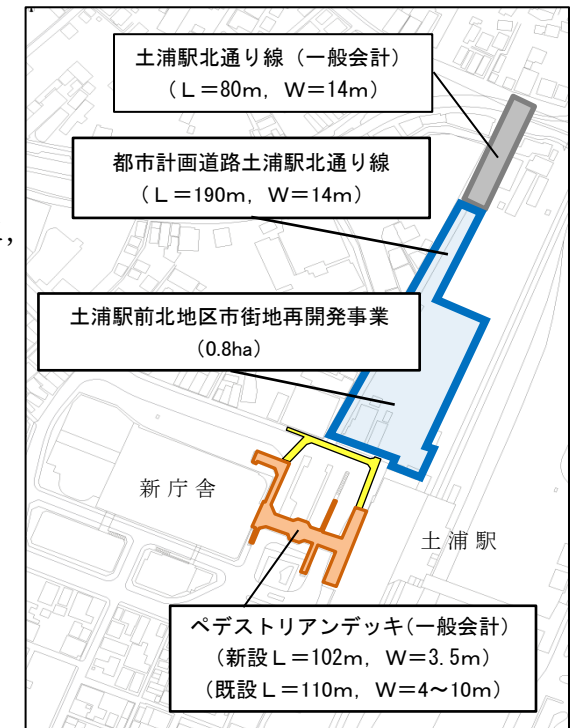 土浦駅北通り線（一般会計）
（Ｌ＝80ｍ，Ｗ＝14ｍ）
都市計画道路土浦駅北通り線
（Ｌ＝190ｍ，Ｗ＝14ｍ）
，
土浦駅前北地区市街地再開発事業
（0.8ha）
新庁舎
土浦駅
ペデストリアンデッキ(一般会計)
（新設Ｌ＝102ｍ，Ｗ＝3.5ｍ）
（既設Ｌ＝110ｍ，Ｗ＝4～10ｍ）